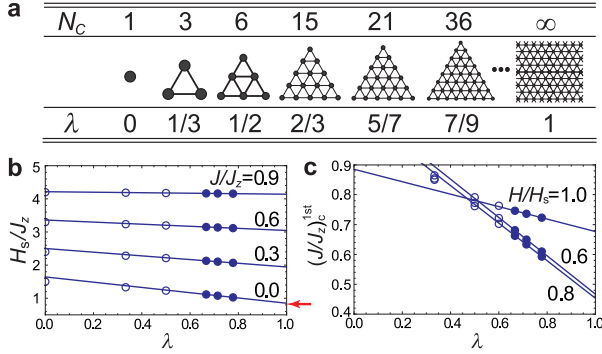 a
N_C 1 3 6 15 21 36 ∞
λ 0 1/3 1/2 2/3 5/7 7/9 1
b
H_s/J_z
5
4
3
2
1
J/J_z=0.9
0.6
0.3
0.0
0.0 0.2 0.4 0.6 0.8 1.0
λ
c
(J/J_z)_c^1st
0.9
0.8
0.7
0.6
0.5
0.4
H/H_s=1.0
0.6
0.8
0.0 0.2 0.4 0.6 0.8 1.0
λ